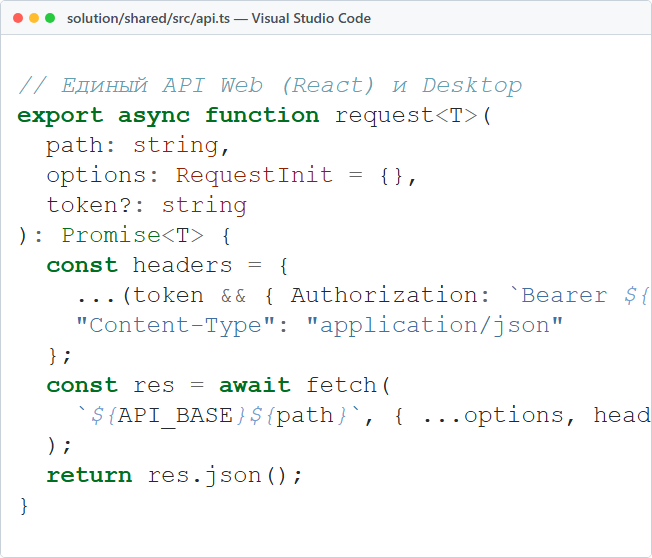 solution/shared/src/api.ts — Visual Studio Code
// Единый API Web (React) и Desktop
export async function request<T>(
  path: string,
  options: RequestInit = {},
  token?: string
): Promise<T> {
  const headers = {
    ...(token && { Authorization: `Bearer ${
    "Content-Type": "application/json"
  };
  const res = await fetch(
    `${API_BASE}${path}`, { ...options, head
  );
  return res.json();
}